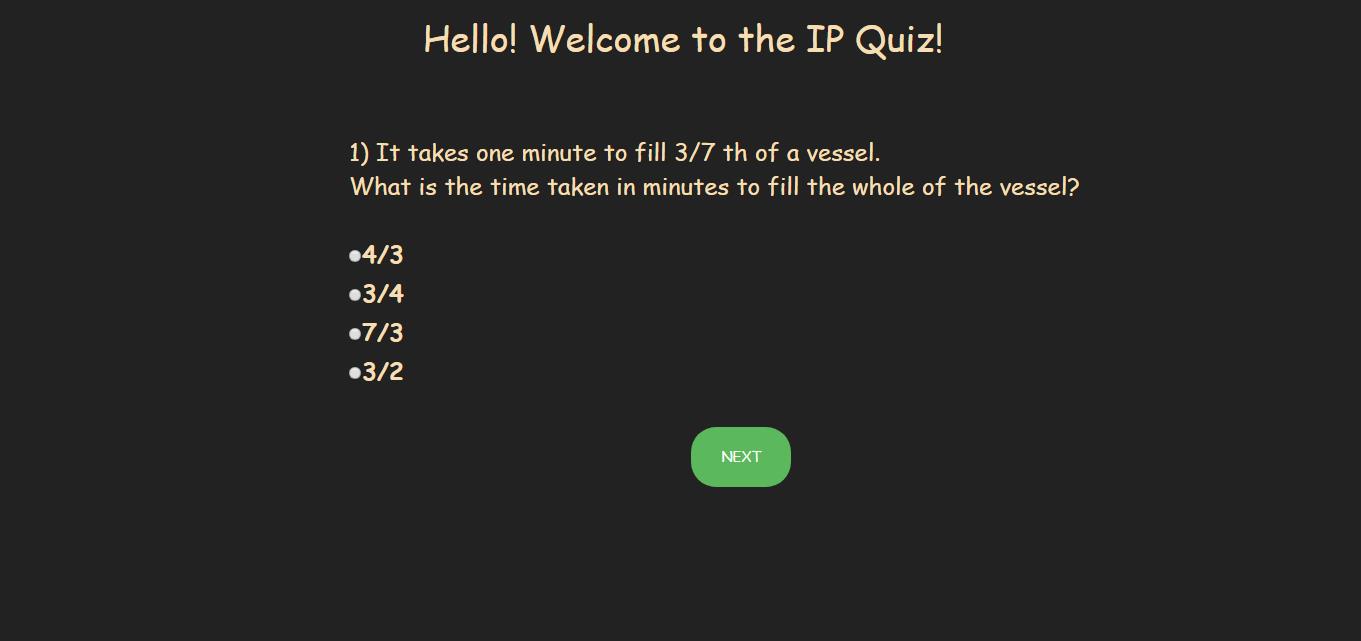 Hello! Welcome to the IP Quiz!
1) It takes one minute to fill 3/7 th of a vessel.
What is the time taken in minutes to fill the whole of the vessel?
4/3
3/4
7/3
3/2
NEXT